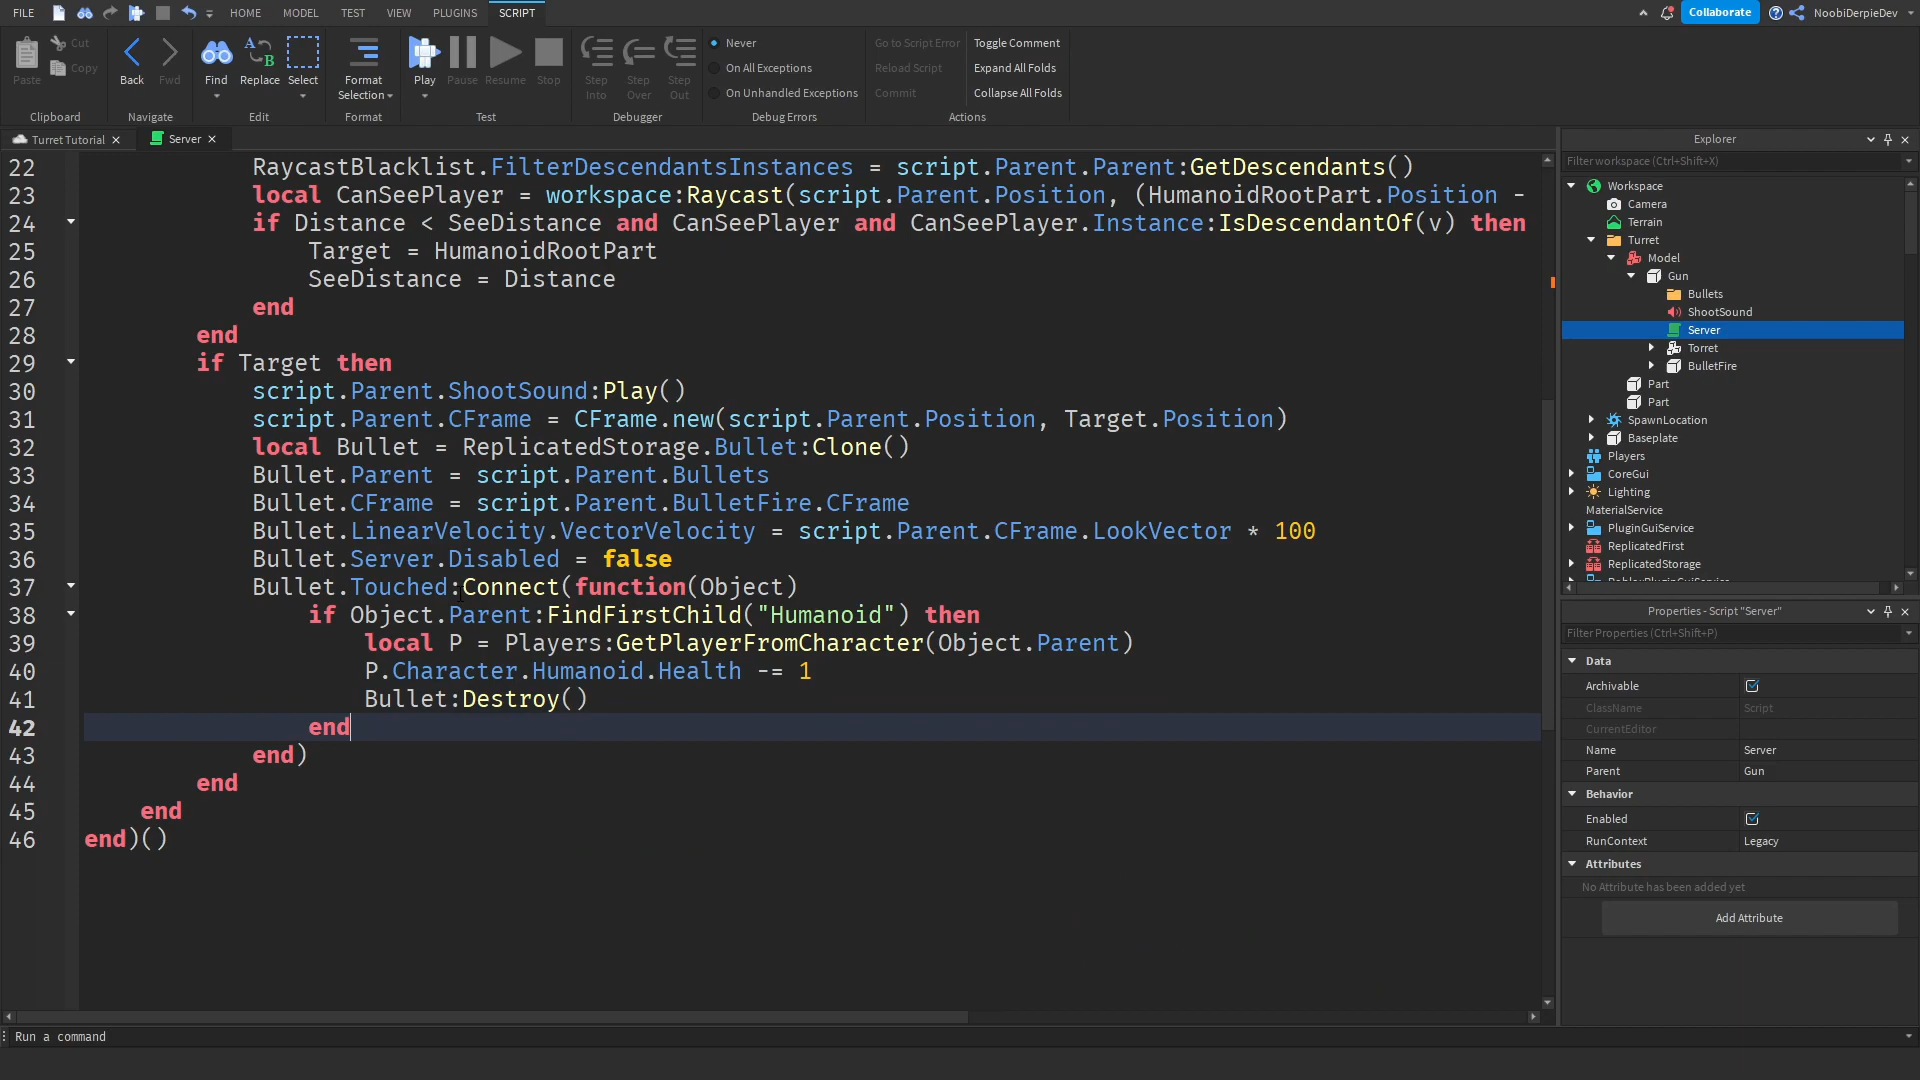 FILE HOME MODEL TEST VIEW PLUGINS SCRIPT Collaborate NoobiDerpieDev
Cut Never Go to Script Error Toggle Comment
Copy On All Exceptions Reload Script Expand All Folds
Paste Back Fwd Find Replace Select Format Selection Play Pause Resume Stop Step Into Step Over Step Out On Unhandled Exceptions Commit Collapse All Folds
Clipboard Navigate Edit Format Test Debugger Debug Errors Actions
Turret Tutorial Server
22 RaycastBlacklist.FilterDescendantsInstances = script.Parent.Parent:GetDescendants()
23 local CanSeePlayer = workspace:Raycast(script.Parent.Position, (HumanoidRootPart.Position -
24 if Distance < SeeDistance and CanSeePlayer and CanSeePlayer.Instance:IsDescendantOf(v) then
25 Target = HumanoidRootPart
26 SeeDistance = Distance
27 end
28 end
29 if Target then
30 script.Parent.ShootSound:Play()
31 script.Parent.CFrame = CFrame.new(script.Parent.Position, Target.Position)
32 local Bullet = ReplicatedStorage.Bullet:Clone()
33 Bullet.Parent = script.Parent.Bullets
34 Bullet.CFrame = script.Parent.BulletFire.CFrame
35 Bullet.LinearVelocity.VectorVelocity = script.Parent.CFrame.LookVector * 100
36 Bullet.Server.Disabled = false
37 Bullet.Touched:Connect(function(Object)
38 if Object.Parent:FindFirstChild("Humanoid") then
39 local P = Players:GetPlayerFromCharacter(Object.Parent)
40 P.Character.Humanoid.Health -= 1
41 Bullet:Destroy()
42 end
43 end)
44 end
45 end
46 end)()
Explorer
Filter workspace (Ctrl+Shift+X)
Workspace
Camera
Terrain
Turret
Model
Gun
Bullets
ShootSound
Server
Torret
BulletFire
Part
Part
SpawnLocation
Baseplate
Players
CoreGui
Lighting
MaterialService
PluginGuiService
ReplicatedFirst
ReplicatedStorage
Properties - Script "Server"
Filter Properties (Ctrl+Shift+P)
Data
Archivable
ClassName Script
CurrentEditor
Name Server
Parent Gun
Behavior
Enabled
RunContext Legacy
Attributes
No Attribute has been added yet
Add Attribute
Run a command